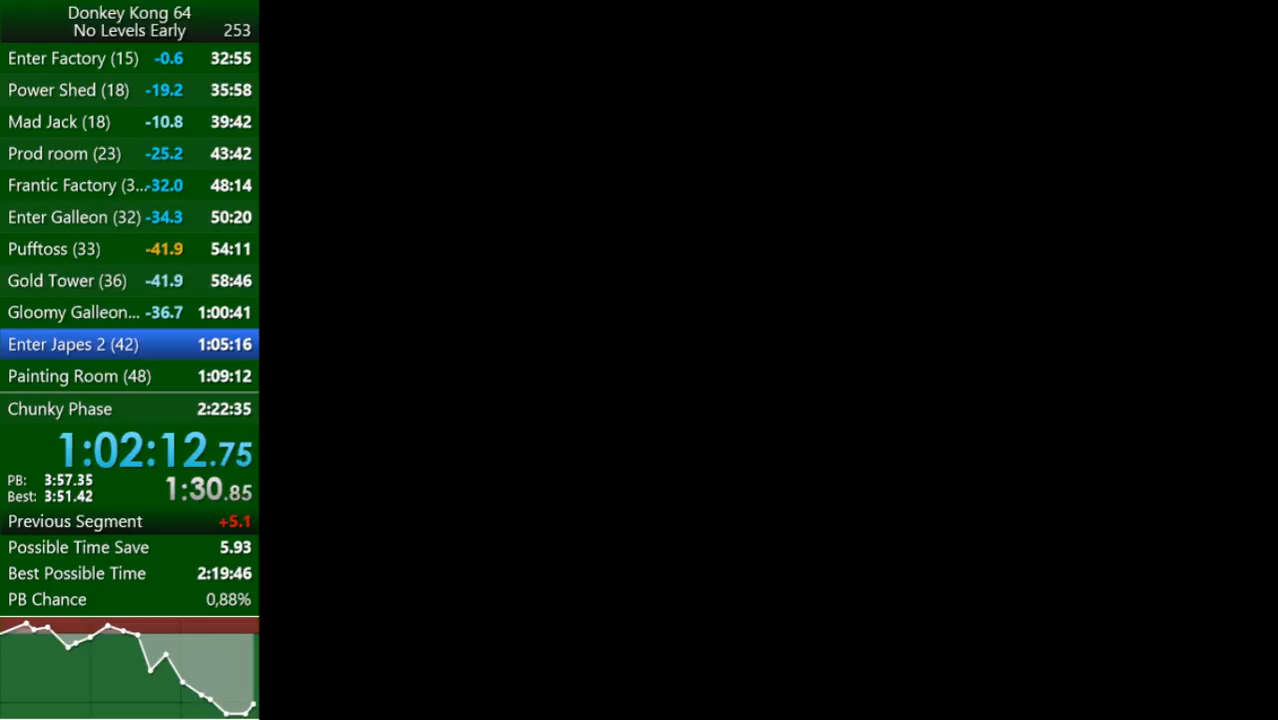 Donkey Kong 64
No Levels Early 253
Enter Factory (15) -0.6 32:55
Power Shed (18) -19.2 35:58
Mad Jack (18) -10.8 39:42
Prod room (23) -25.2 43:42
Frantic Factory (3... -32.0 48:14
Enter Galleon (32) -34.3 50:20
Pufftoss (33) -41.9 54:11
Gold Tower (36) -41.9 58:46
Gloomy Galleon... -36.7 1:00:41
Enter Japes 2 (42) 1:05:16
Painting Room (48) 1:09:12
Chunky Phase 2:22:35
1:02:12.75
PB: 3:57.35
Best: 3:51.42
1:30.85
Previous Segment +5.1
Possible Time Save 5.93
Best Possible Time 2:19:46
PB Chance 0,88%